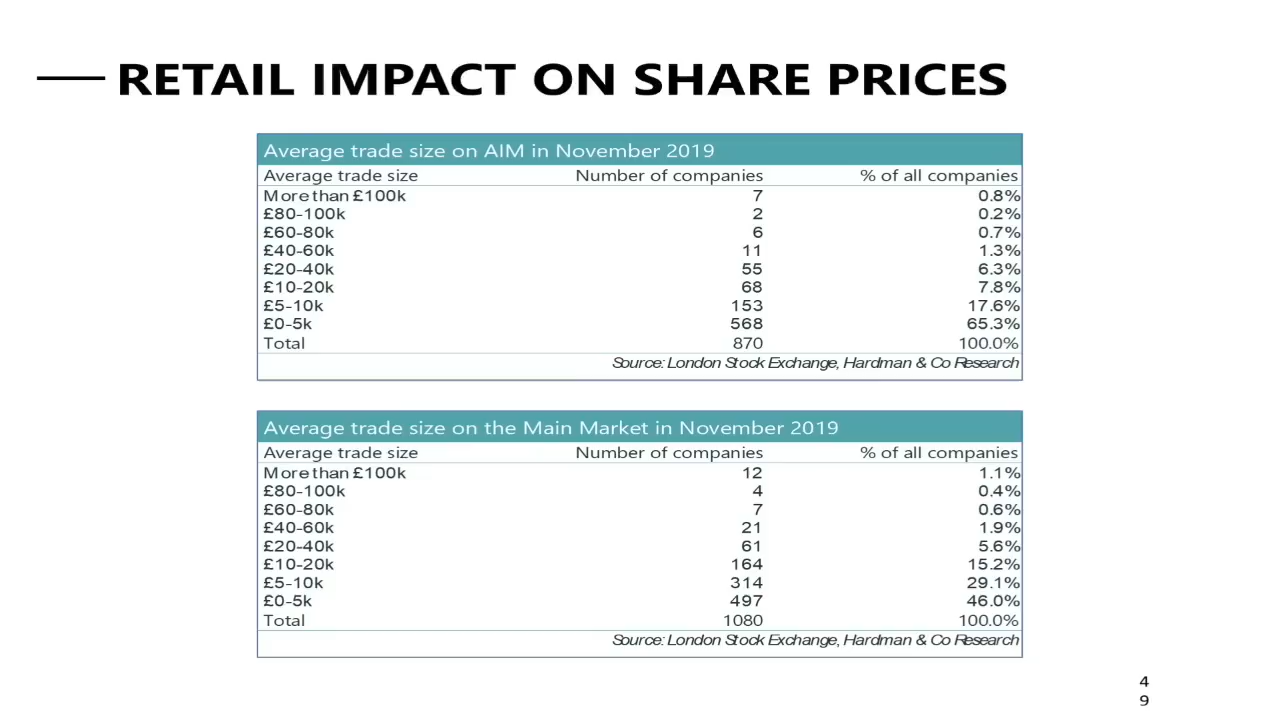 RETAIL IMPACT ON SHARE PRICES
Average trade size on AIM in November 2019
Average trade size Number of companies % of all companies
More than £100k 7 0.8%
£80-100k 2 0.2%
£60-80k 6 0.7%
£40-60k 11 1.3%
£20-40k 55 6.3%
£10-20k 68 7.8%
£5-10k 153 17.6%
£0-5k 568 65.3%
Total 870 100.0%
Source: London Stock Exchange, Hardman & Co Research
Average trade size on the Main Market in November 2019
Average trade size Number of companies % of all companies
More than £100k 12 1.1%
£80-100k 4 0.4%
£60-80k 7 0.6%
£40-60k 21 1.9%
£20-40k 61 5.6%
£10-20k 164 15.2%
£5-10k 314 29.1%
£0-5k 497 46.0%
Total 1080 100.0%
Source: London Stock Exchange, Hardman & Co Research
4
9